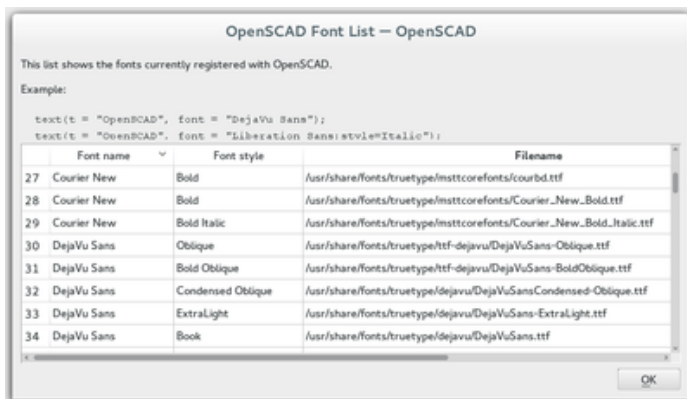 OpenSCAD Font List — OpenSCAD
This list shows the fonts currently registered with OpenSCAD.
Example:
text(t = "OpenSCAD", font = "DejaVu Sans");
text(t = "OpenSCAD", font = "Liberation Sans:style=Italic");
Font name Font style Filename
27 Courier New Bold /usr/share/fonts/truetype/msttcorefonts/courbd.ttf
28 Courier New Bold /usr/share/fonts/truetype/msttcorefonts/Courier_New_Bold.ttf
29 Courier New Bold Italic /usr/share/fonts/truetype/msttcorefonts/Courier_New_Bold_Italic.ttf
30 DejaVu Sans Oblique /usr/share/fonts/truetype/ttf-dejavu/DejaVuSans-Oblique.ttf
31 DejaVu Sans Bold Oblique /usr/share/fonts/truetype/ttf-dejavu/DejaVuSans-BoldOblique.ttf
32 DejaVu Sans Condensed Oblique /usr/share/fonts/truetype/dejavu/DejaVuSansCondensed-Oblique.ttf
33 DejaVu Sans ExtraLight /usr/share/fonts/truetype/dejavu/DejaVuSans-ExtraLight.ttf
34 DejaVu Sans Book /usr/share/fonts/truetype/dejavu/DejaVuSans.ttf
OK